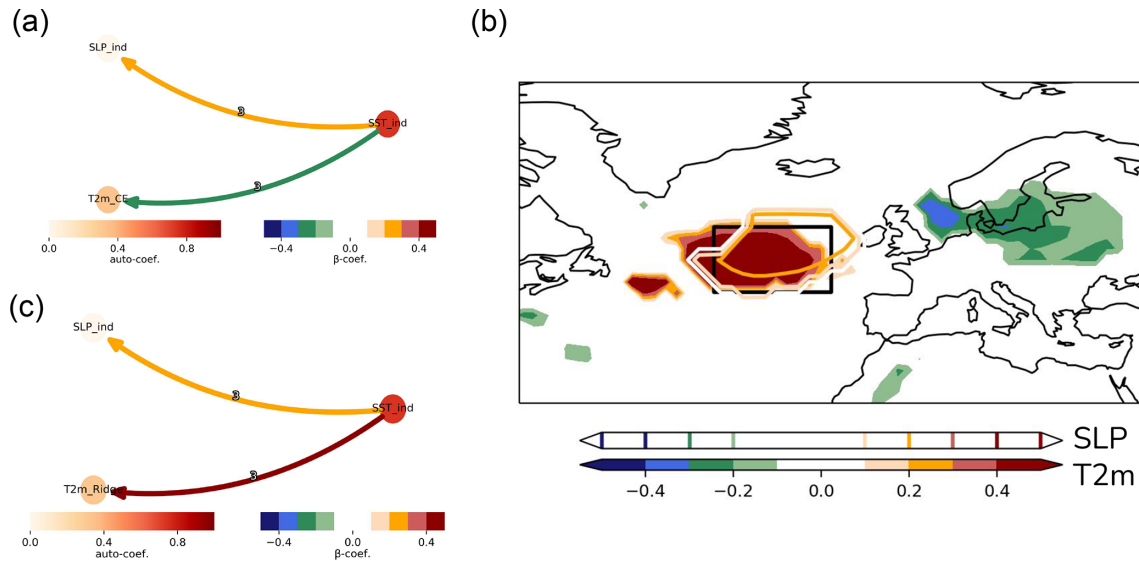 (a)
SLP_ind
3
SST_ind
3
T2m_CE
0.0 0.4 0.8
auto-coef.
−0.4 0.0 0.4
β-coef.
(b)
SLP
T2m
−0.4 −0.2 0.0 0.2 0.4
(c)
SLP_ind
3
SST_ind
3
T2m_Ridge
0.0 0.4 0.8
auto-coef.
−0.4 0.0 0.4
β-coef.